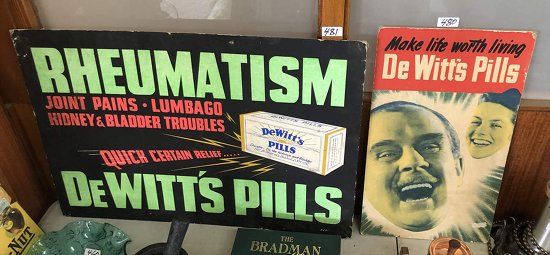 481
RHEUMATISM
JOINT PAINS · LUMBAGO
KIDNEY & BLADDER TROUBLES
QUICK CERTAIN RELIEF.....
DEWITT'S PILLS
DeWitt's
PILLS
480
Make life worth living
De Witt's Pills
Nut
THE
BRADMAN